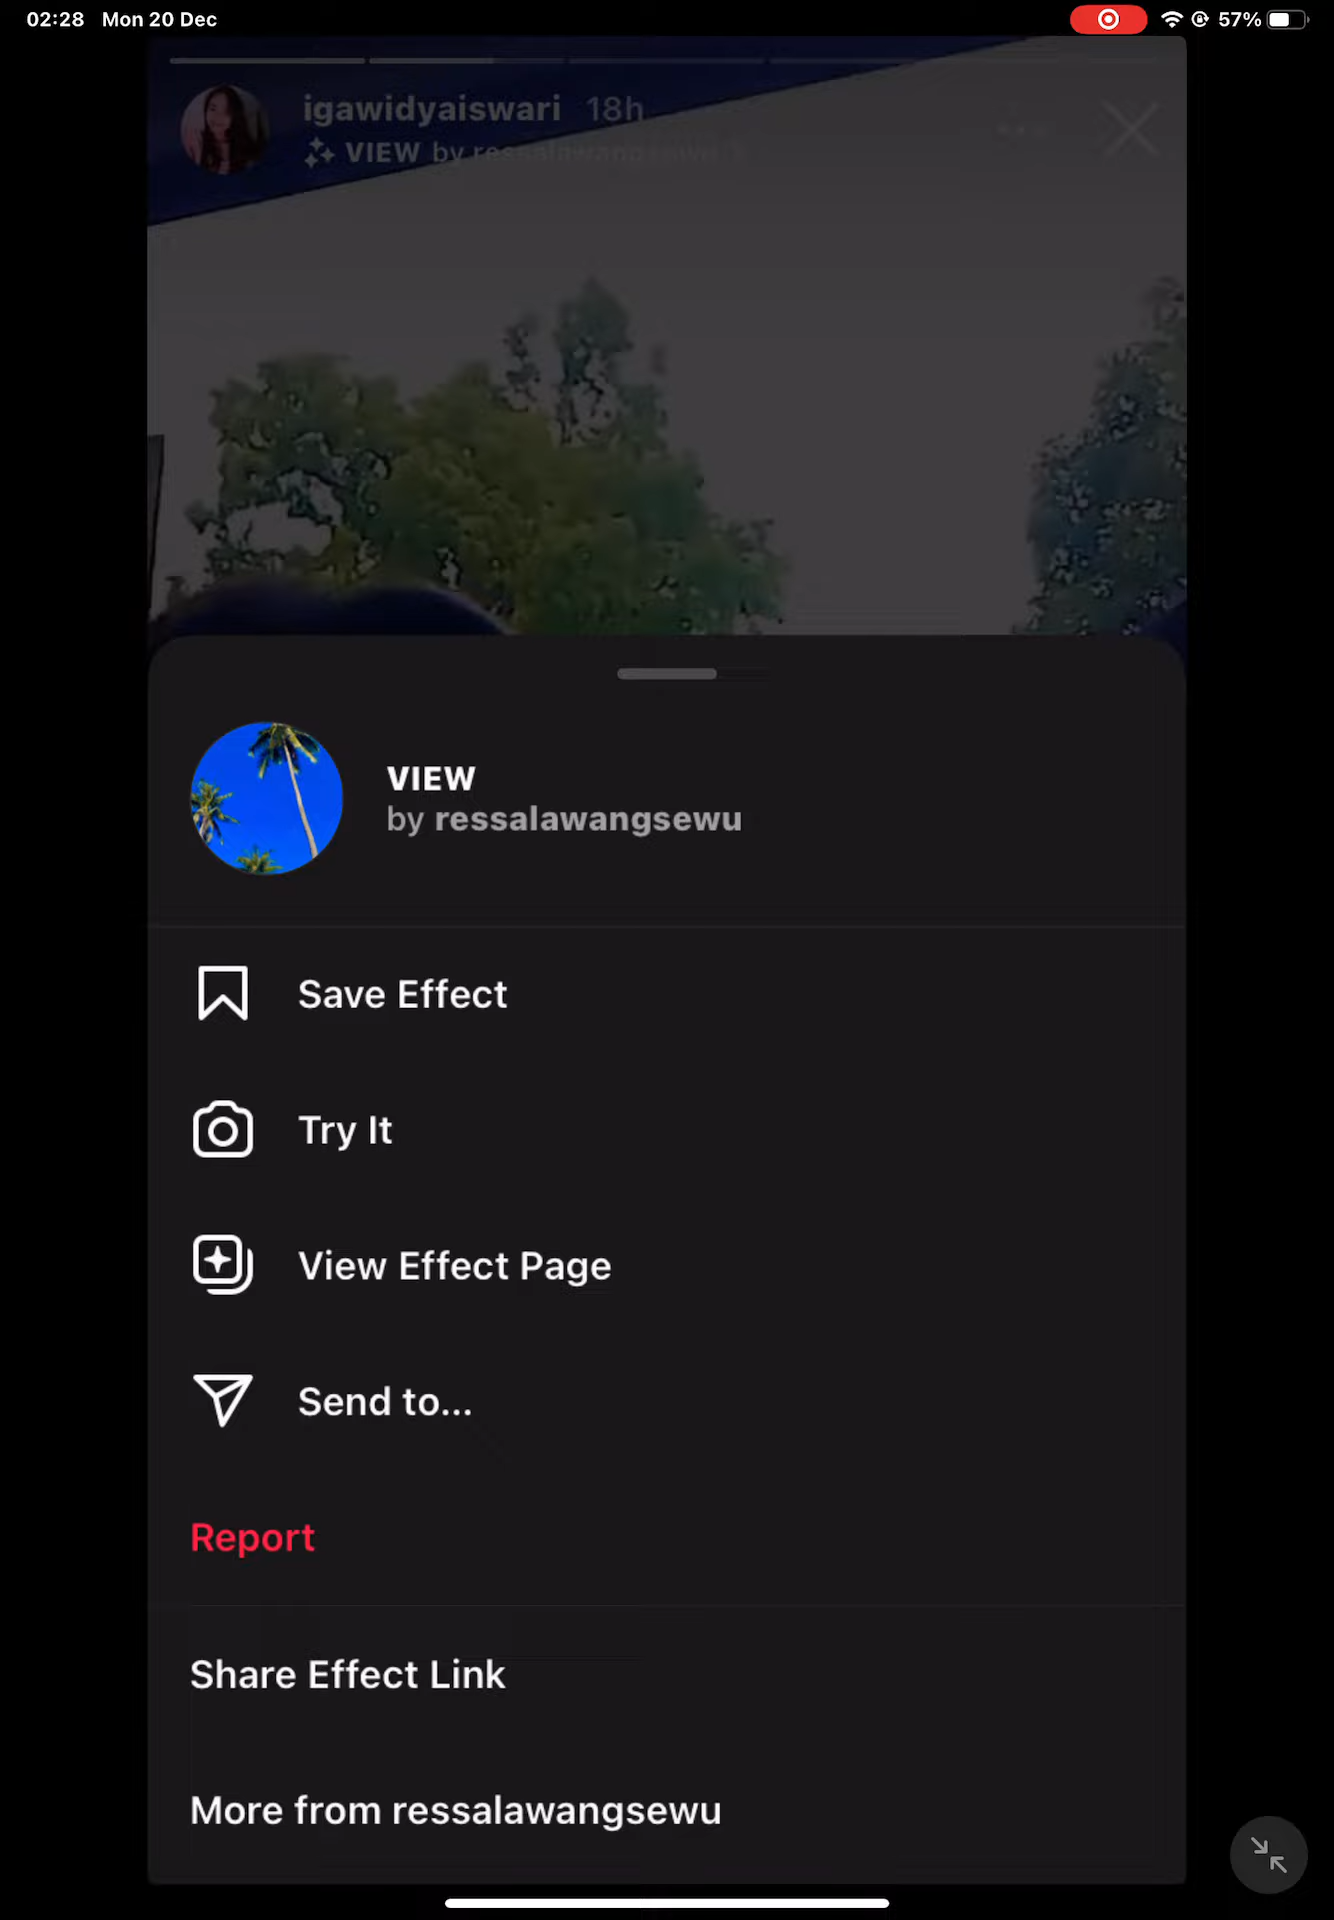 02:28 Mon 20 Dec 57%
igawidyaiswari 18h
VIEW by
VIEW
by ressalawangsewu
Save Effect
Try It
View Effect Page
Send to...
Report
Share Effect Link
More from ressalawangsewu